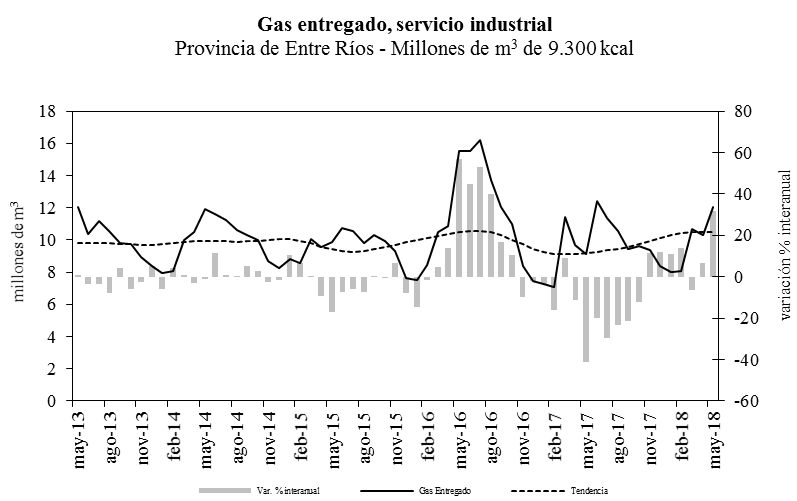 Gas entregado, servicio industrial
Provincia de Entre Ríos - Millones de m³ de 9.300 kcal
millones de m³
18
16
14
12
10
8
6
4
2
0
80
60
40
20
0
-20
-40
-60
variación % interanual
may-13
ago-13
nov-13
feb-14
may-14
ago-14
nov-14
feb-15
may-15
ago-15
nov-15
feb-16
may-16
ago-16
nov-16
feb-17
may-17
ago-17
nov-17
feb-18
may-18
Var. % interanual
Gas Entregado
Tendencia